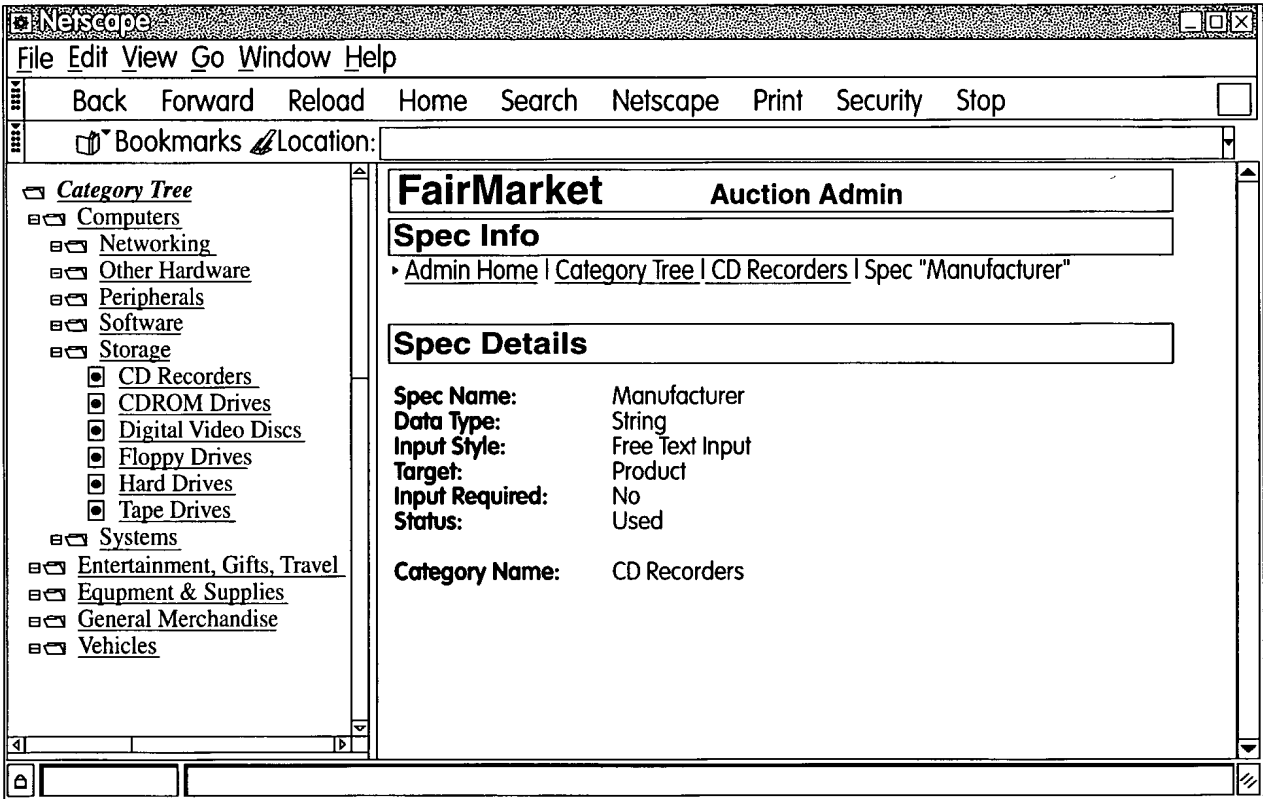 Netscape
File Edit View Go Window Help
Back Forward Reload Home Search Netscape Print Security Stop
Bookmarks Location:
Category Tree
Computers
Networking
Other Hardware
Peripherals
Software
Storage
CD Recorders
CDROM Drives
Digital Video Discs
Floppy Drives
Hard Drives
Tape Drives
Systems
Entertainment, Gifts, Travel
Equpment & Supplies
General Merchandise
Vehicles
FairMarket Auction Admin
Spec Info
Admin Home | Category Tree | CD Recorders | Spec "Manufacturer"
Spec Details
Spec Name: Manufacturer
Data Type: String
Input Style: Free Text Input
Target: Product
Input Required: No
Status: Used
Category Name: CD Recorders